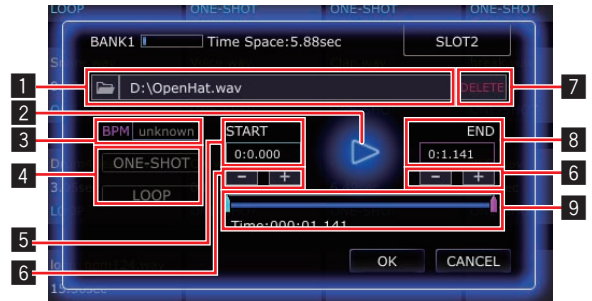 LOOP ONE-SHOT ONE-SHOT ONE-SHOT
BANK1 Time Space:5.88sec SLOT2
1 D:\OpenHat.wav DELETE 7
2
3 BPM unknown START END 8
0:0.000 0:1.141
4 ONE-SHOT - + - + 6
LOOP
5 Time:000:01.141 9
6
OK CANCEL